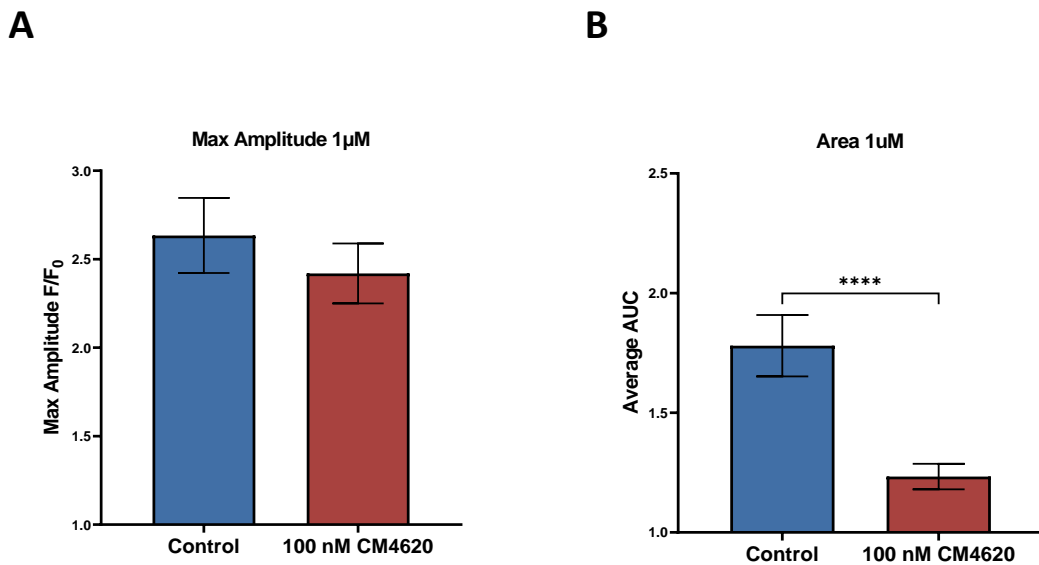 A
B
Max Amplitude 1µM
Max Amplitude F/F0
3.0
2.5
2.0
1.5
1.0
Control
100 nM CM4620
Area 1uM
Average AUC
2.5
2.0
1.5
1.0
****
Control
100 nM CM4620